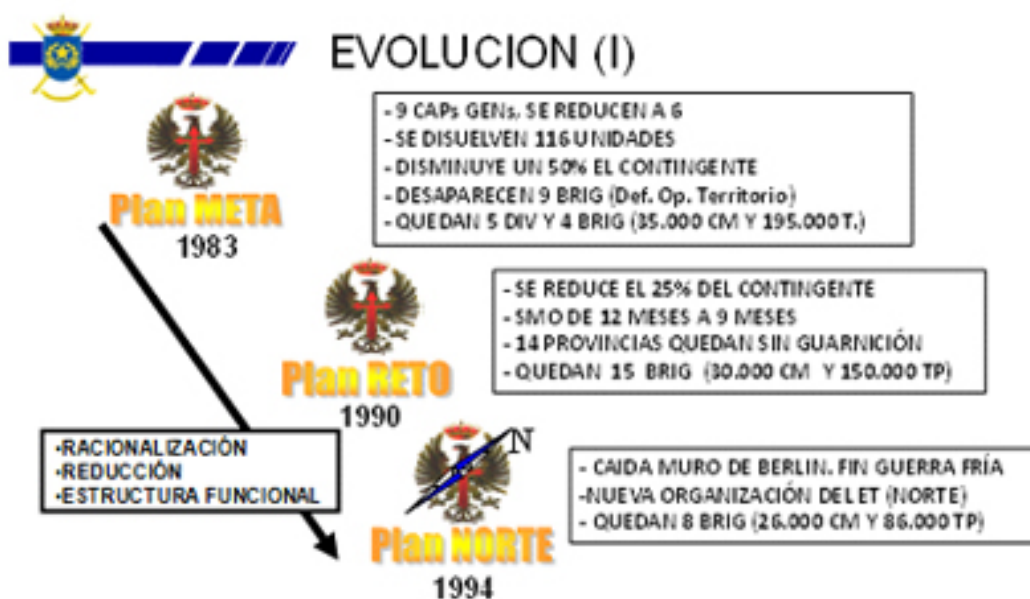 EVOLUCION (I)
Plan META
1983
- 9 CAPs GENs, SE REDUCEN A 6
- SE DISUELVEN 116 UNIDADES
- DISMINUYE UN 50% EL CONTINGENTE
- DESAPARECEN 9 BRIG (Def. Op. Territorio)
- QUEDAN 5 DIV Y 4 BRIG (35.000 CM Y 195.000 T.)
Plan RETO
1990
- SE REDUCE EL 25% DEL CONTINGENTE
- SMO DE 12 MESES A 9 MESES
- 14 PROVINCIAS QUEDAN SIN GUARNICIÓN
- QUEDAN 15 BRIG (30.000 CM Y 150.000 TP)
•RACIONALIZACIÓN
•REDUCCIÓN
•ESTRUCTURA FUNCIONAL
N
Plan NORTE
1994
- CAIDA MURO DE BERLIN. FIN GUERRA FRÍA
-NUEVA ORGANIZACIÓN DEL ET (NORTE)
- QUEDAN 8 BRIG (26.000 CM Y 86.000 TP)